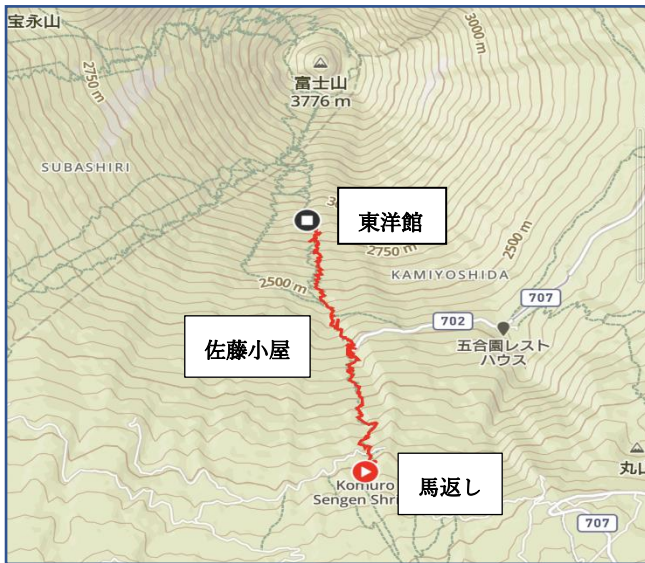 宝永山
2750 m
3000 m
富士山
3776 m
SUBASHIRI
東洋館
2750 m
2500 m
KAMIYOSHIDA
2500 m
707
702
佐藤小屋
五合園レスト
ハウス
馬返し
丸山
Komuro
Sengen Shri
707